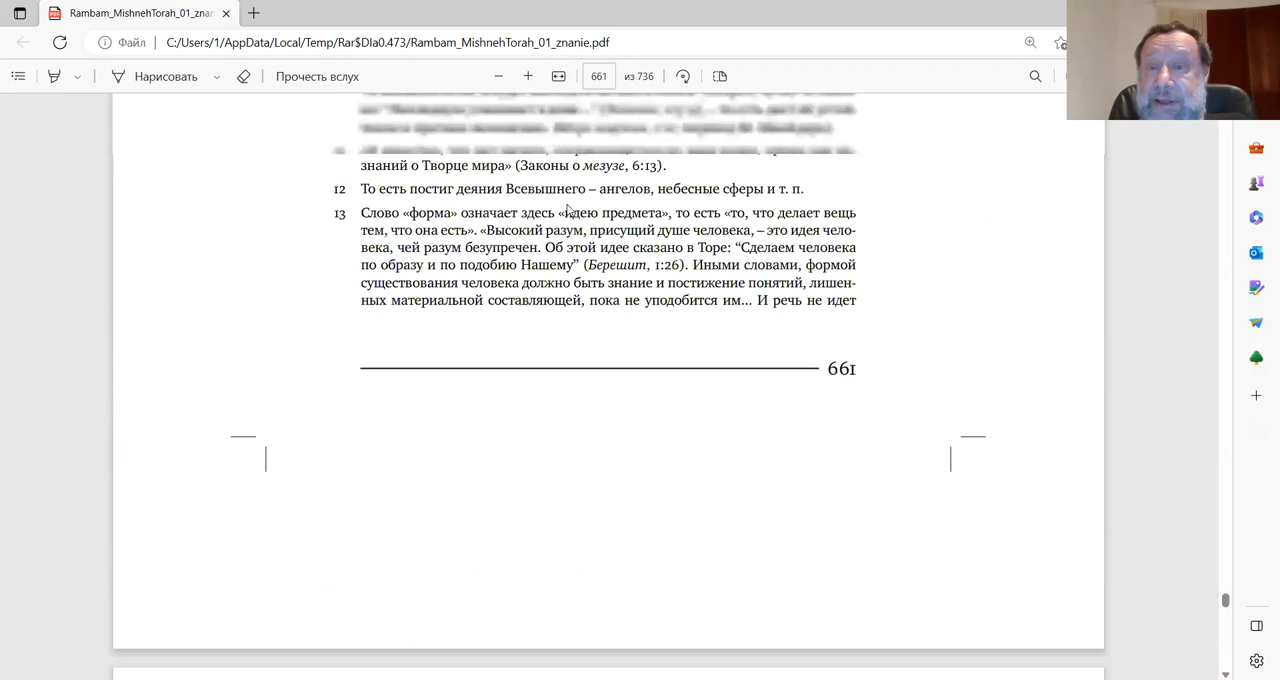 Rambam_MishnehTorah_01_znar
Файл C:/Users/1/AppData/Local/Temp/Rar$DIa0.473/Rambam_MishnehTorah_01_znanie.pdf
Нарисовать Прочесть вслух 661 из 736
знаний о Творце мира» (Законы о мезузе, 6:13).
12 То есть постиг деяния Всевышнего – ангелов, небесные сферы и т. п.
13 Слово «форма» означает здесь «идею предмета», то есть «то, что делает вещь
тем, что она есть». «Высокий разум, присущий душе человека, – это идея чело-
века, чей разум безупречен. Об этой идее сказано в Торе: “Сделаем человека
по образу и по подобию Нашему” (Берешит, 1:26). Иными словами, формой
существования человека должно быть знание и постижение понятий, лишен-
ных материальной составляющей, пока не уподобится им... И речь не идет
661